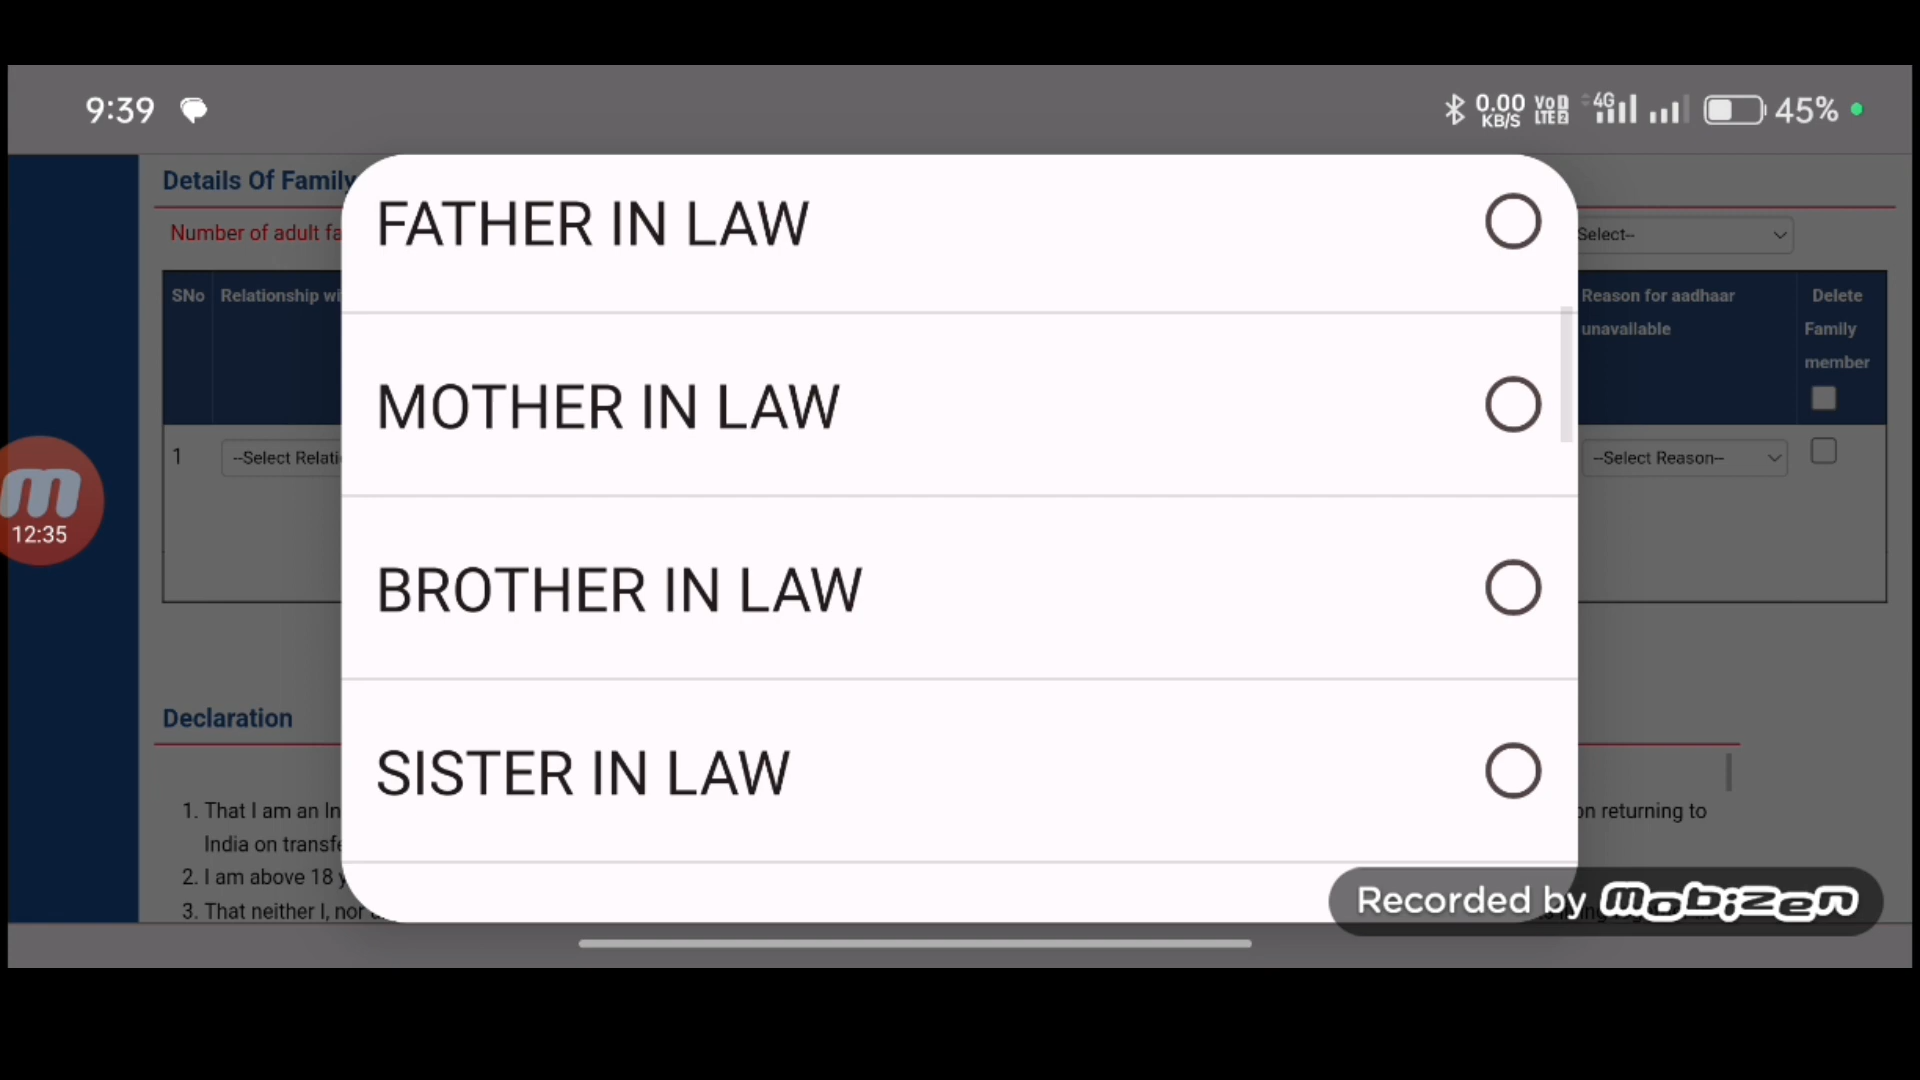 9:39
0.00 KB/S VoD LTE2 4G 45%
Details Of Family
Number of adult fa
Select--
SNo Relationship wi
Reason for aadhaar unavailable
Delete Family member
1 --Select Relati
--Select Reason--
FATHER IN LAW
MOTHER IN LAW
BROTHER IN LAW
SISTER IN LAW
m
12:35
Declaration
1. That I am an In
on returning to
India on transfe
2. I am above 18 y
3. That neither I, nor
Recorded by mobizen